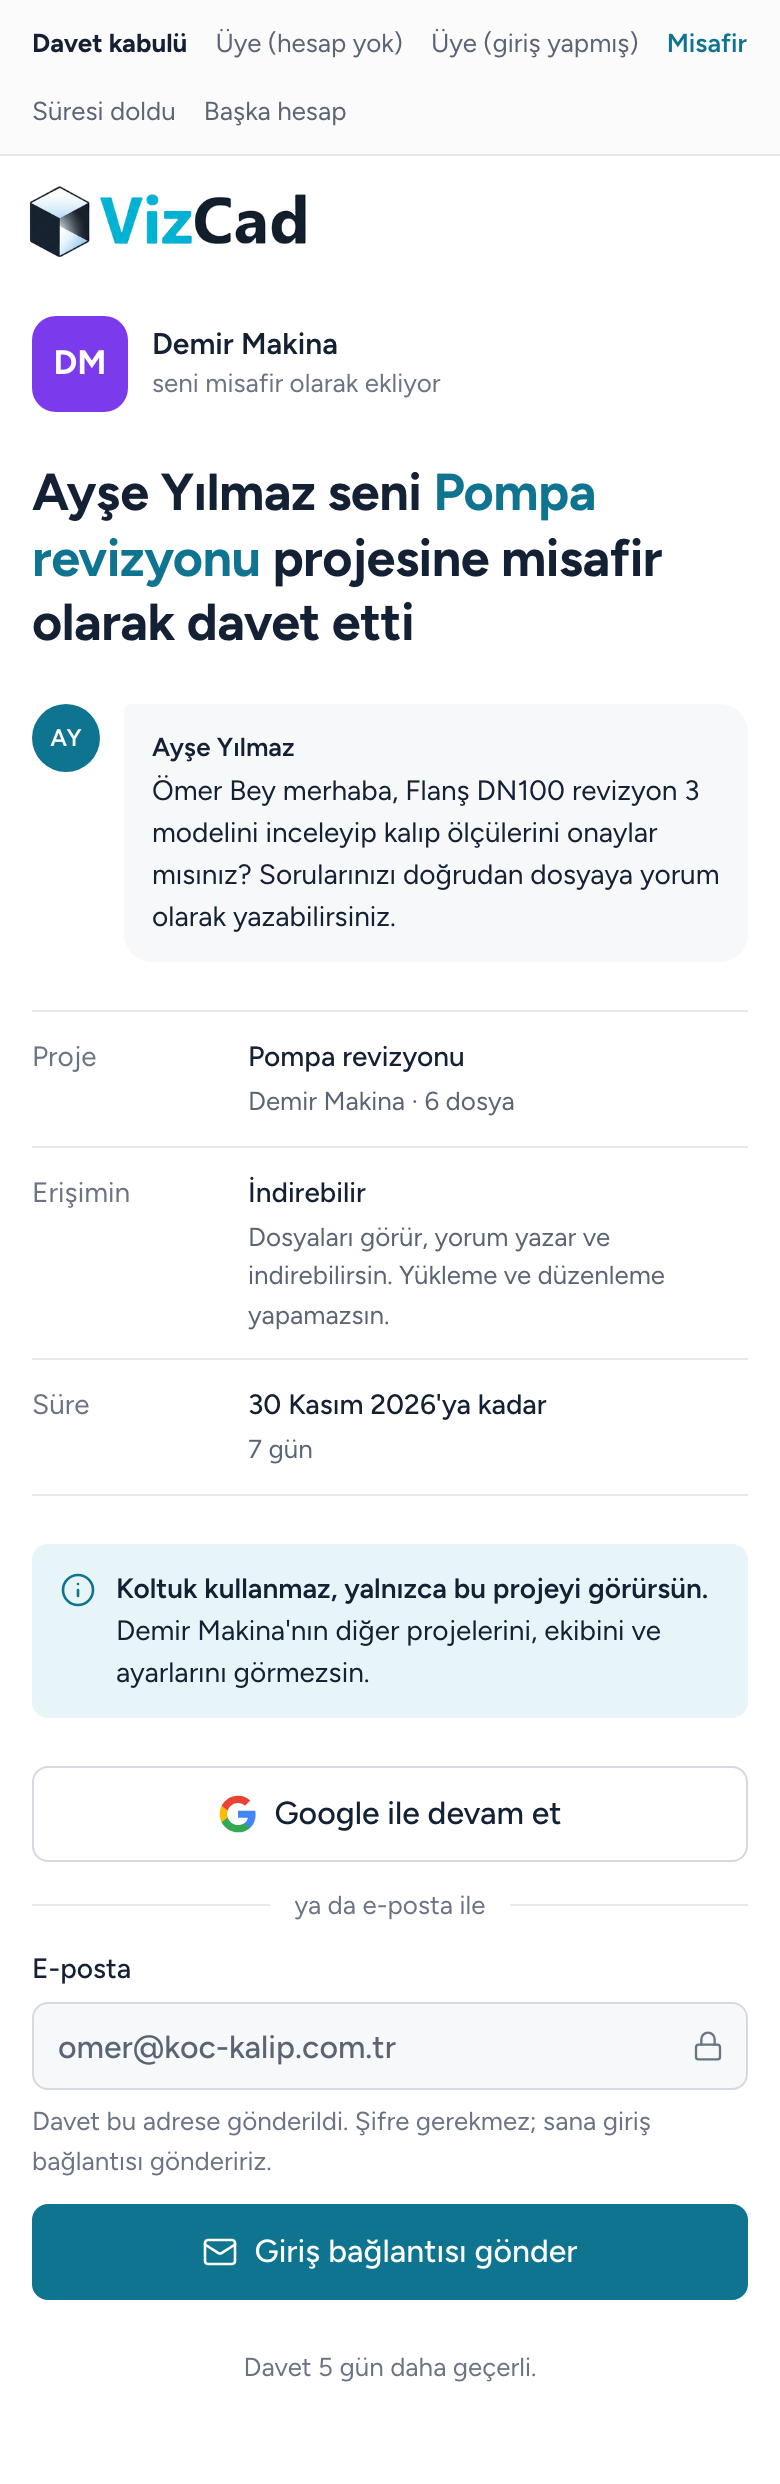 Davet kabulü Üye (hesap yok) Üye (giriş yapmış) Misafir
Süresi doldu Başka hesap
VizCad
DM
Demir Makina
seni misafir olarak ekliyor
Ayşe Yılmaz seni Pompa
revizyonu projesine misafir
olarak davet etti
AY
Ayşe Yılmaz
Ömer Bey merhaba, Flanş DN100 revizyon 3
modelini inceleyip kalıp ölçülerini onaylar
mısınız? Sorularınızı doğrudan dosyaya yorum
olarak yazabilirsiniz.
Proje
Pompa revizyonu
Demir Makina · 6 dosya
Erişimin
İndirebilir
Dosyaları görür, yorum yazar ve
indirebilirsin. Yükleme ve düzenleme
yapamazsın.
Süre
30 Kasım 2026'ya kadar
7 gün
Koltuk kullanmaz, yalnızca bu projeyi görürsün.
Demir Makina'nın diğer projelerini, ekibini ve
ayarlarını görmezsin.
Google ile devam et
ya da e-posta ile
E-posta
omer@koc-kalip.com.tr
Davet bu adrese gönderildi. Şifre gerekmez; sana giriş
bağlantısı göndeririz.
Giriş bağlantısı gönder
Davet 5 gün daha geçerli.